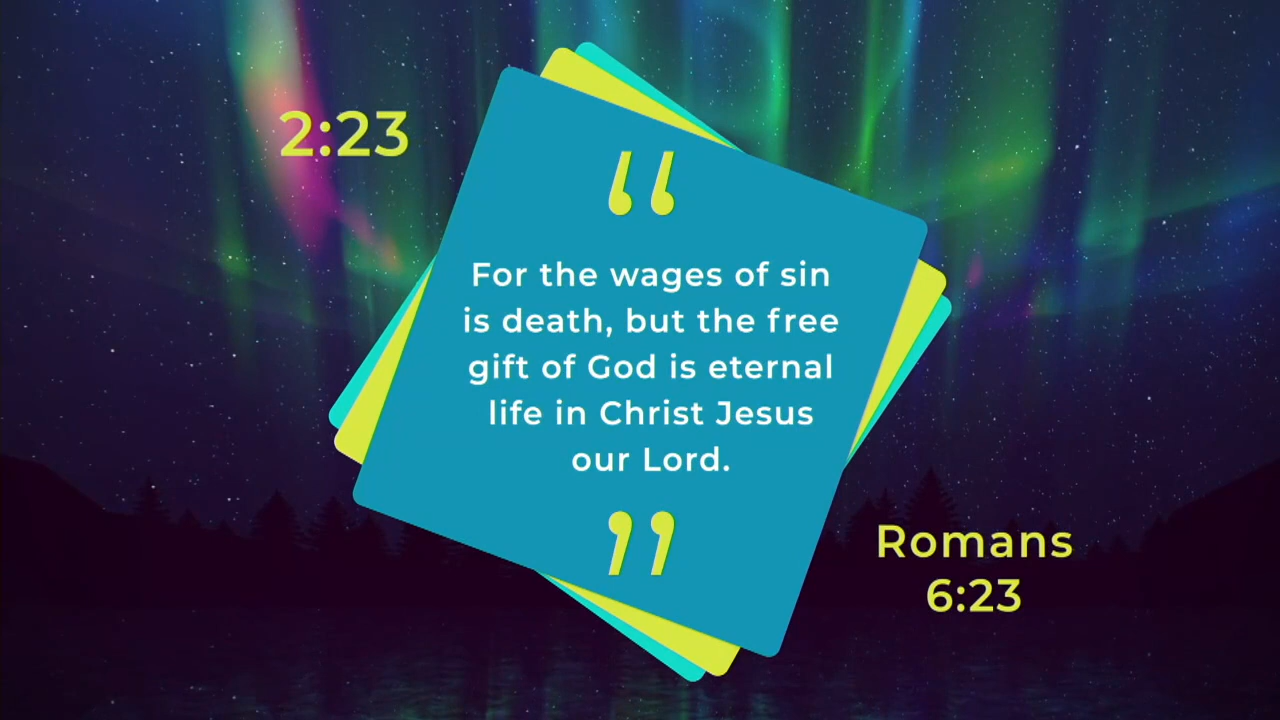 2:23
“
For the wages of sin
is death, but the free
gift of God is eternal
life in Christ Jesus
our Lord.
”
Romans
6:23